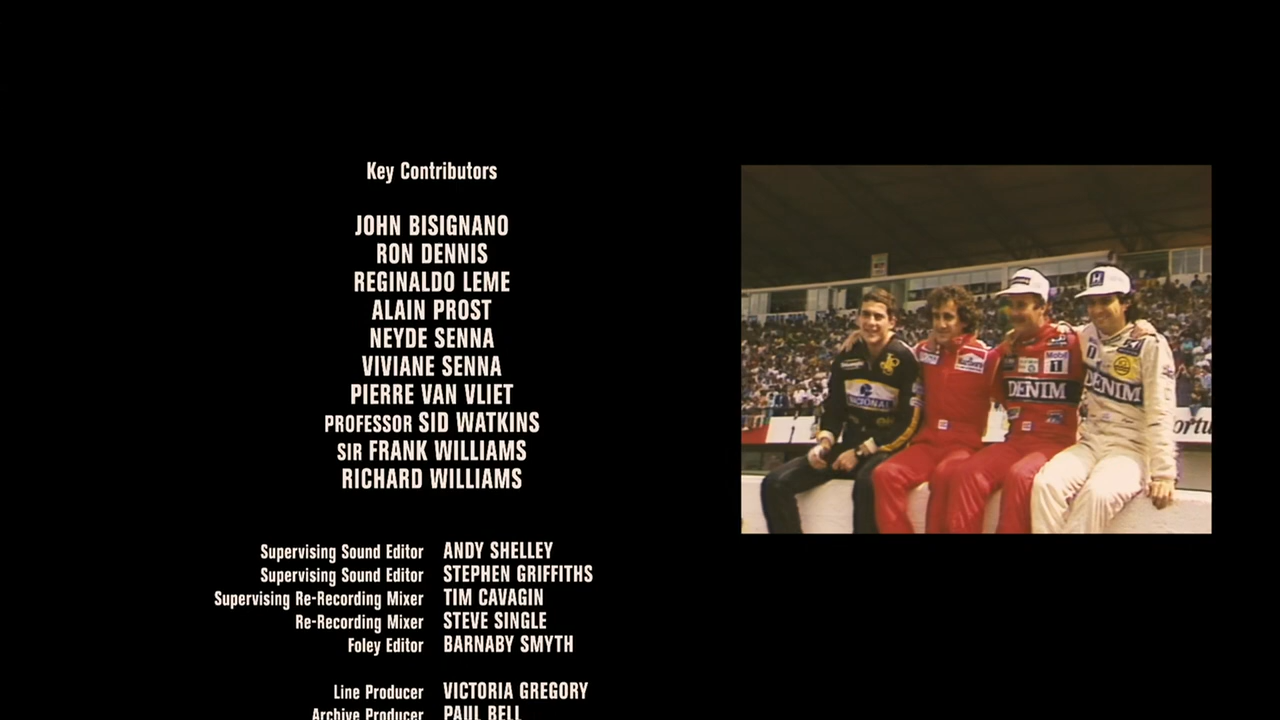 Key Contributors
JOHN BISIGNANO
RON DENNIS
REGINALDO LEME
ALAIN PROST
NEYDE SENNA
VIVIANE SENNA
PIERRE VAN VLIET
PROFESSOR SID WATKINS
SIR FRANK WILLIAMS
RICHARD WILLIAMS
Supervising Sound Editor ANDY SHELLEY
Supervising Sound Editor STEPHEN GRIFFITHS
Supervising Re-Recording Mixer TIM CAVAGIN
Re-Recording Mixer STEVE SINGLE
Foley Editor BARNABY SMYTH
Line Producer VICTORIA GREGORY
Archive Producer PAUL BELL
Marlboro
Mobil
1
DENIM
DENIM